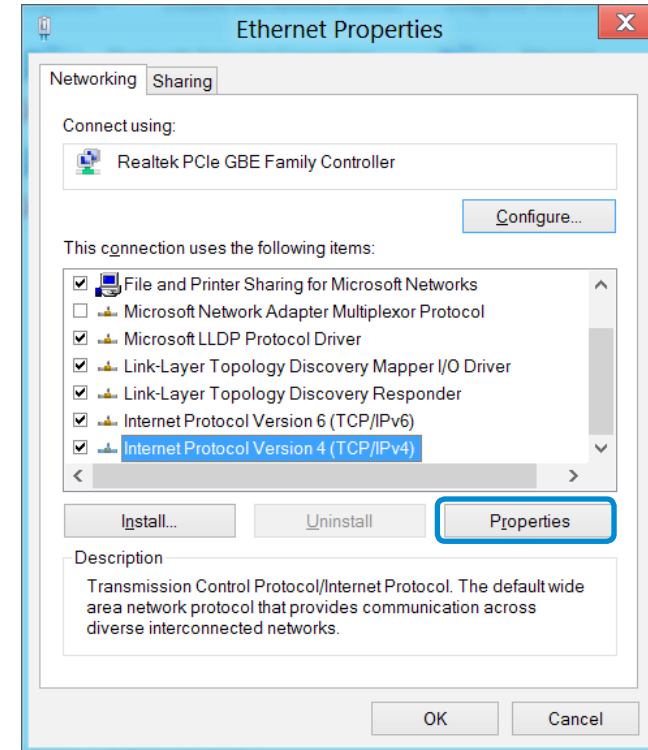 Ethernet Properties
X
Networking
Sharing
Connect using:
Realtek PCIe GBE Family Controller
Configure...
This connection uses the following items:
File and Printer Sharing for Microsoft Networks
Microsoft Network Adapter Multiplexor Protocol
Microsoft LLDP Protocol Driver
Link-Layer Topology Discovery Mapper I/O Driver
Link-Layer Topology Discovery Responder
Internet Protocol Version 6 (TCP/IPv6)
Internet Protocol Version 4 (TCP/IPv4)
Install...
Uninstall
Properties
Description
Transmission Control Protocol/Internet Protocol. The default wide
area network protocol that provides communication across
diverse interconnected networks.
OK
Cancel